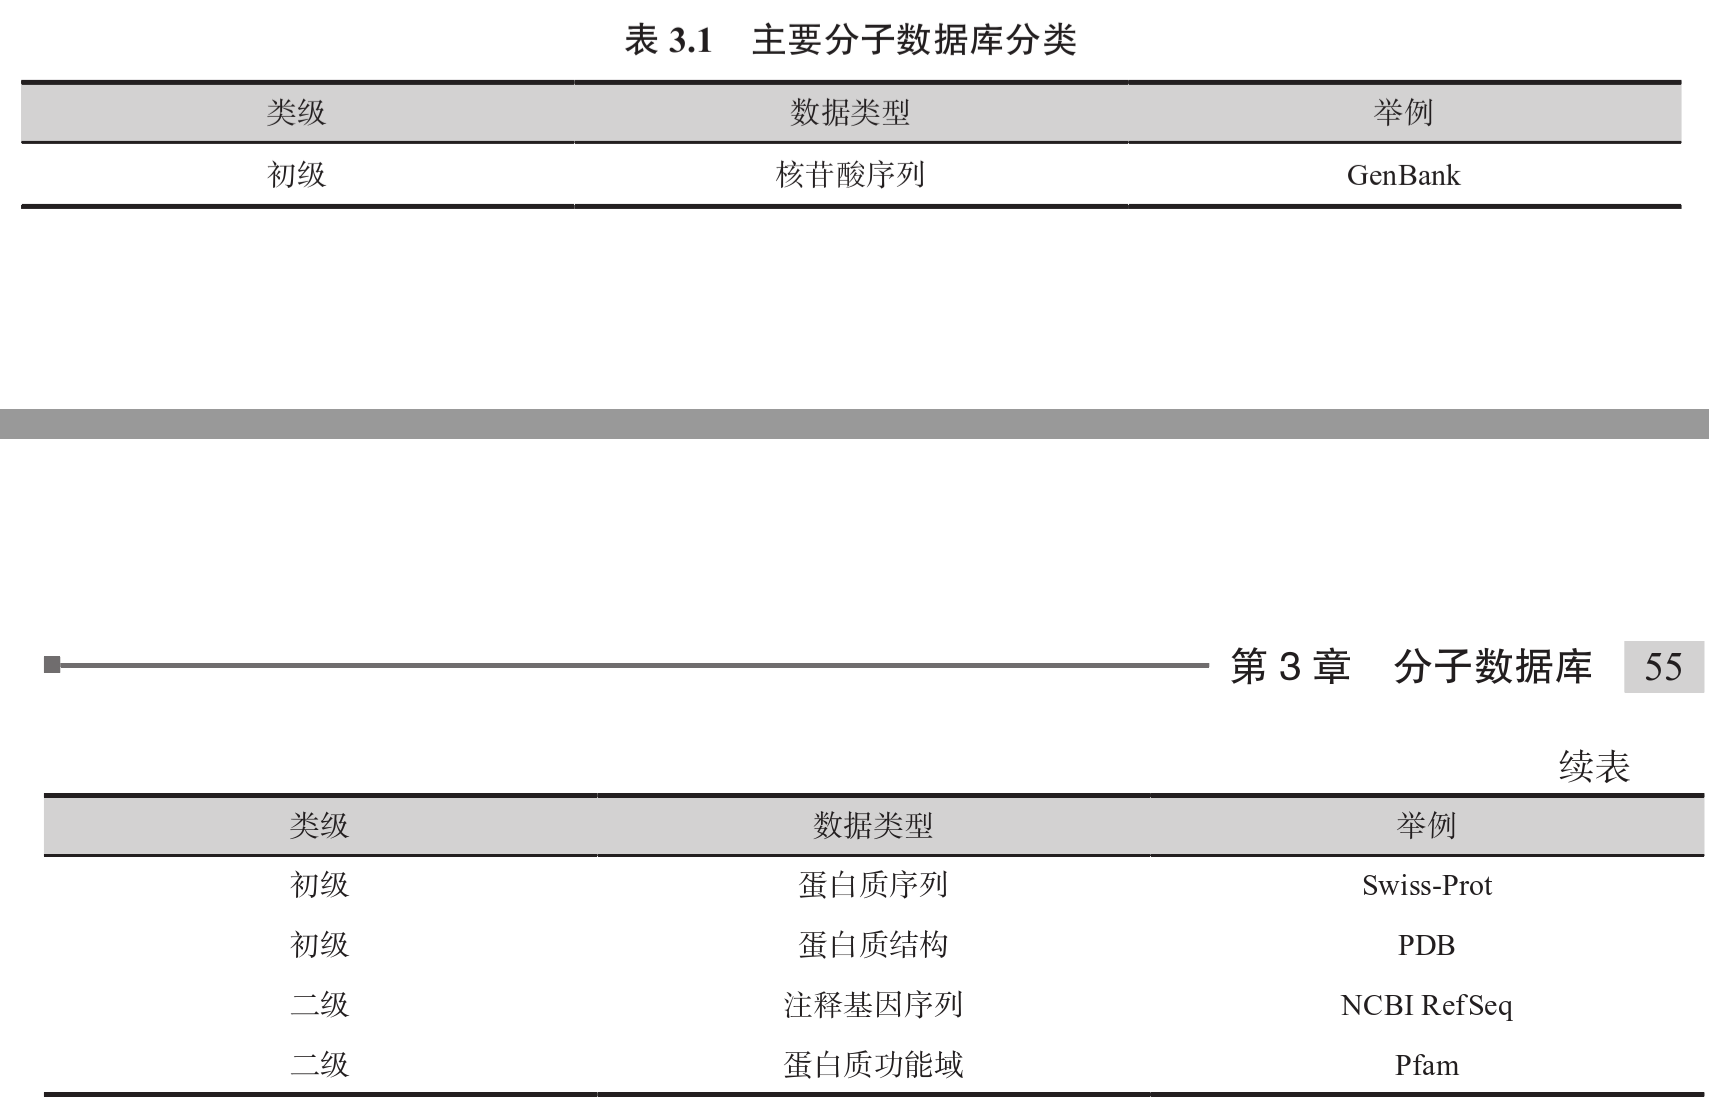 表 3.1 主要分子数据库分类
类级 数据类型 举例
初级 核苷酸序列 GenBank
第 3 章 分子数据库 55
续表
类级 数据类型 举例
初级 蛋白质序列 Swiss-Prot
初级 蛋白质结构 PDB
二级 注释基因序列 NCBI RefSeq
二级 蛋白质功能域 Pfam